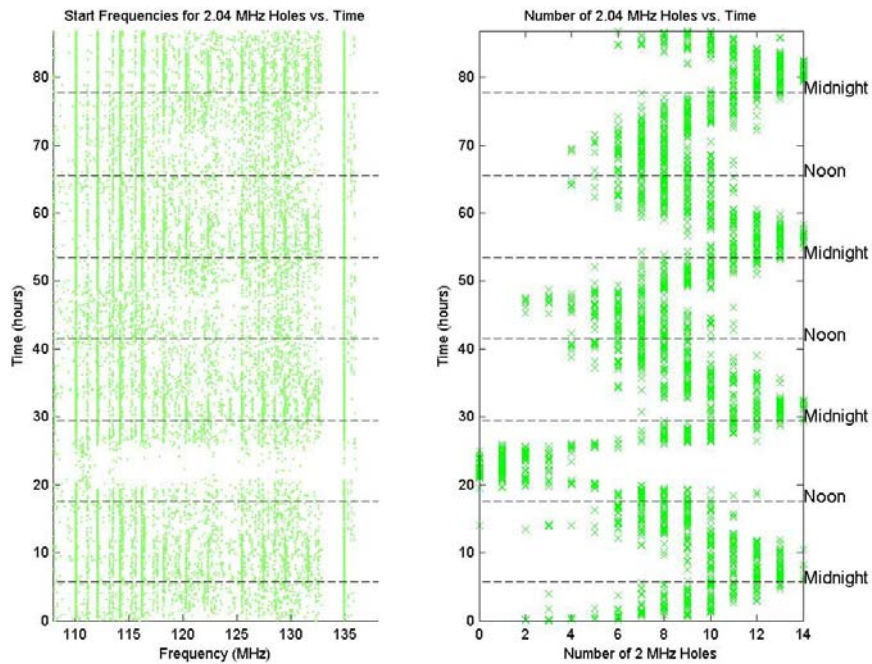 Start Frequencies for 2.04 MHz Holes vs. Time
80
70
60
50
40
30
20
10
0
Time (hours)
110 115 120 125 130 135
Frequency (MHz)
Number of 2.04 MHz Holes vs. Time
80
70
60
50
40
30
20
10
0
Time (hours)
Midnight
Noon
Midnight
Noon
Midnight
Noon
Midnight
0 2 4 6 8 10 12 14
Number of 2 MHz Holes